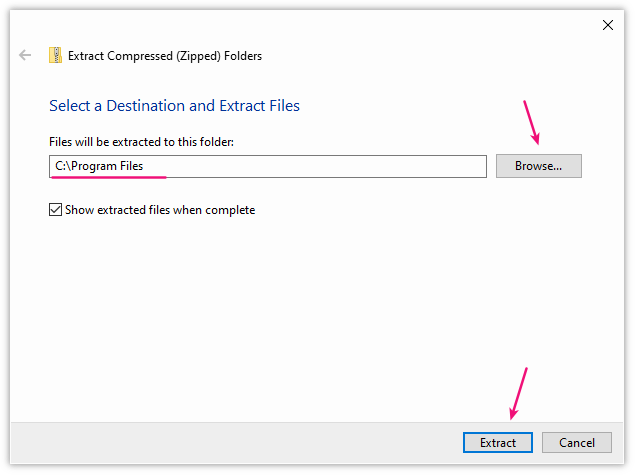 Extract Compressed (Zipped) Folders
Select a Destination and Extract Files
Files will be extracted to this folder:
C:\Program Files
Browse...
Show extracted files when complete
Extract
Cancel